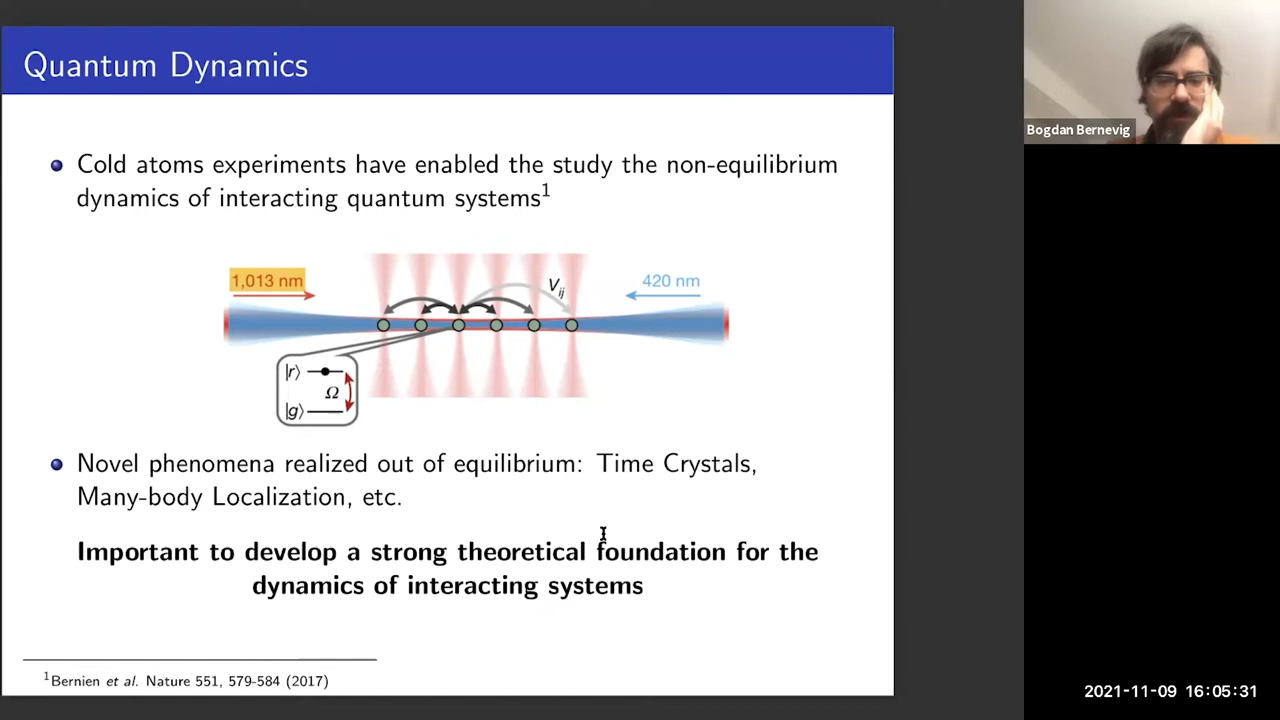 Quantum Dynamics
Cold atoms experiments have enabled the study the non-equilibrium
dynamics of interacting quantum systems1
1,013 nm
420 nm
Vij
|r⟩
Ω
|g⟩
Novel phenomena realized out of equilibrium: Time Crystals,
Many-body Localization, etc.
Important to develop a strong theoretical foundation for the
dynamics of interacting systems
1Bernien et al. Nature 551, 579-584 (2017)
Bogdan Bernevig
2021-11-09 16:05:31